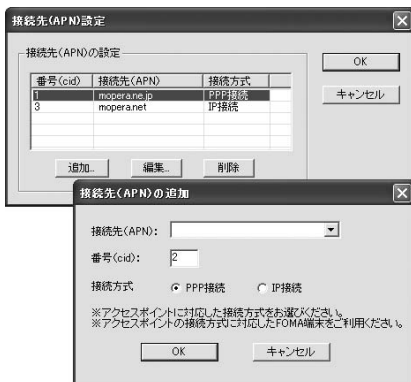 接続先(APN)設定
接続先(APN)の設定
番号(cid) 接続先(APN) 接続方式
1 mopera.ne.jp PPP接続
3 mopera.net IP接続
追加... 編集... 削除
OK
キャンセル
接続先(APN)の追加
接続先(APN):
番号(cid): 2
接続方式 PPP接続 IP接続
※アクセスポイントに対応した接続方式をお選びください。
※アクセスポイントの接続方式に対応したFOMA端末をご利用ください。
OK キャンセル